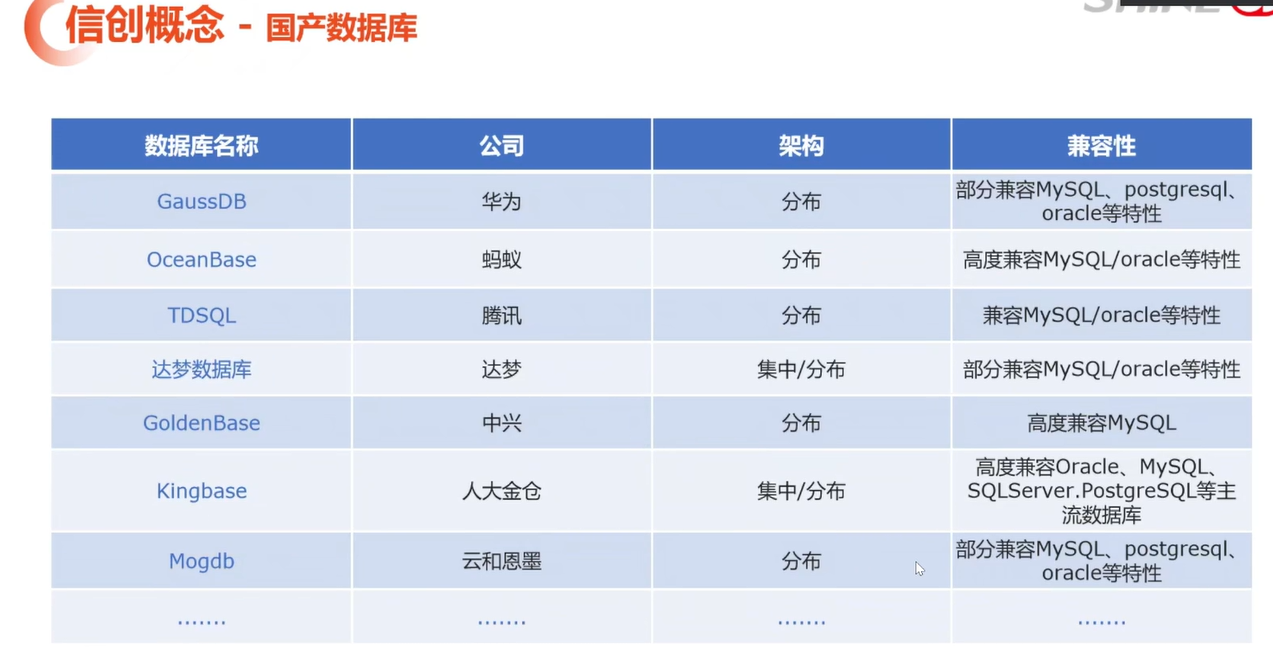 信创概念 - 国产数据库
数据库名称 公司 架构 兼容性
GaussDB 华为 分布 部分兼容MySQL、postgresql、
oracle等特性
OceanBase 蚂蚁 分布 高度兼容MySQL/oracle等特性
TDSQL 腾讯 分布 兼容MySQL/oracle等特性
达梦数据库 达梦 集中/分布 部分兼容MySQL/oracle等特性
GoldenBase 中兴 分布 高度兼容MySQL
Kingbase 人大金仓 集中/分布 高度兼容Oracle、MySQL、
SQLServer.PostgreSQL等主
流数据库
Mogdb 云和恩墨 分布 部分兼容MySQL、postgresql、
oracle等特性
....... ....... ....... .......